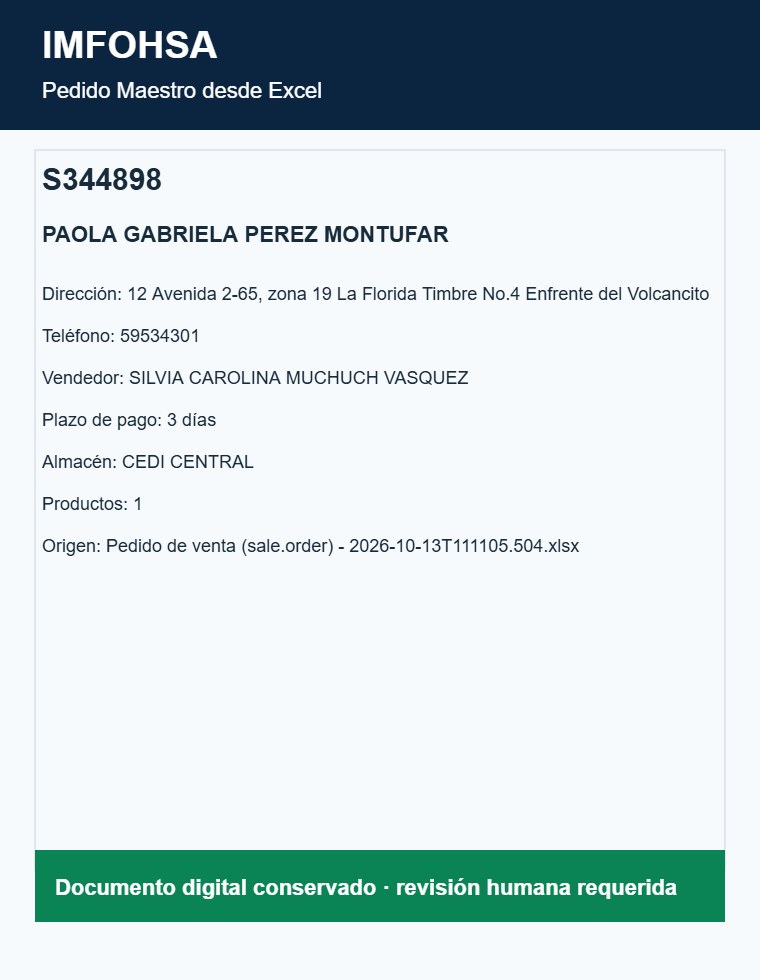 IMFOHSA
Pedido Maestro desde Excel
S344898
PAOLA GABRIELA PEREZ MONTUFAR
Dirección: 12 Avenida 2-65, zona 19 La Florida Timbre No.4 Enfrente del Volcancito
Teléfono: 59534301
Vendedor: SILVIA CAROLINA MUCHUCH VASQUEZ
Plazo de pago: 3 días
Almacén: CEDI CENTRAL
Productos: 1
Origen: Pedido de venta (sale.order) - 2026-10-13T111105.504.xlsx
Documento digital conservado · revisión humana requerida